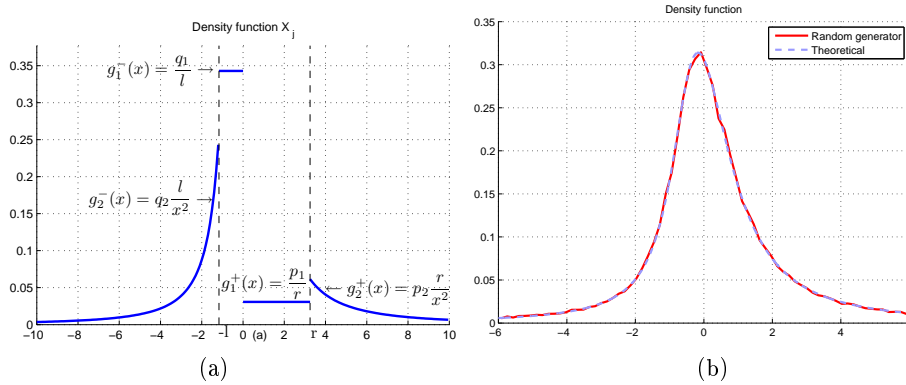 Density function X_j
0.35
0.3
0.25
0.2
0.15
0.1
0.05
0
g_1^-(x) = q_1/l →
g_2^-(x) = q_2 l/x^2 →
g_1^+(x) = p_1/r
← g_2^+(x) = p_2 r/x^2
−10 −8 −6 −4 −2 −l 0 (a) 2 r 4 6 8 10
(a)
Density function
Random generator
Theoretical
0.35
0.3
0.25
0.2
0.15
0.1
0.05
0
−6 −4 −2 0 2 4
(b)